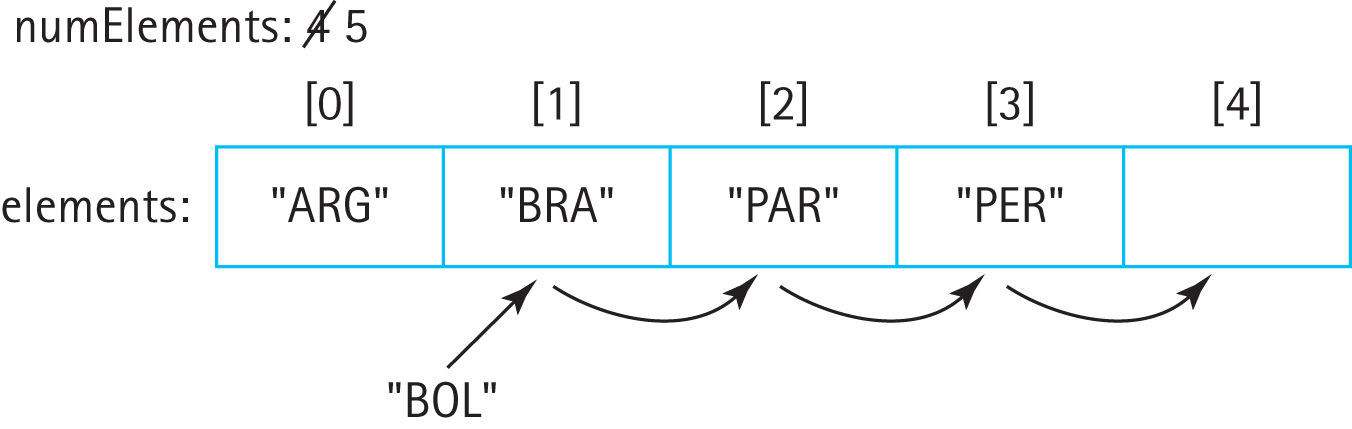 numElements: 4 5
[0] [1] [2] [3] [4]
elements: "ARG" "BRA" "PAR" "PER"
"BOL"